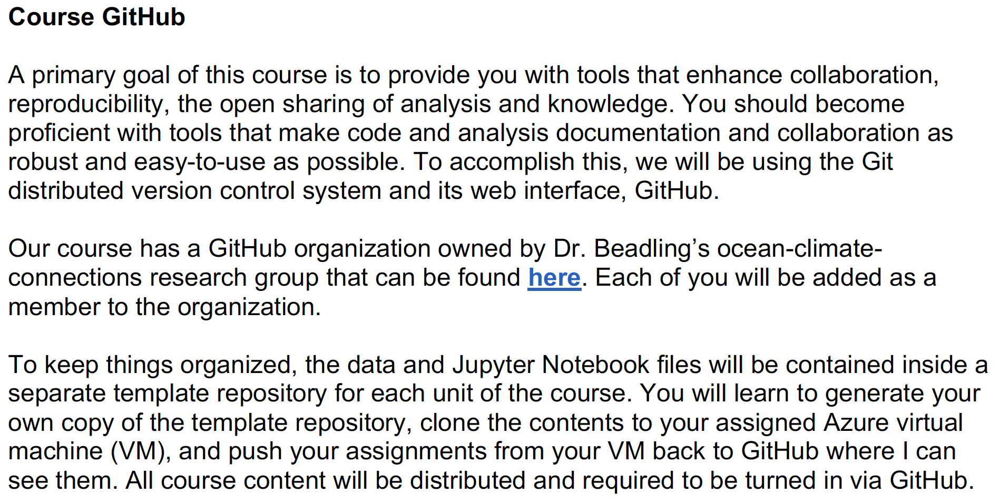 Course GitHub
A primary goal of this course is to provide you with tools that enhance collaboration,
reproducibility, the open sharing of analysis and knowledge. You should become
proficient with tools that make code and analysis documentation and collaboration as
robust and easy-to-use as possible. To accomplish this, we will be using the Git
distributed version control system and its web interface, GitHub.
Our course has a GitHub organization owned by Dr. Beadling’s ocean-climate-
connections research group that can be found here. Each of you will be added as a
member to the organization.
To keep things organized, the data and Jupyter Notebook files will be contained inside a
separate template repository for each unit of the course. You will learn to generate your
own copy of the template repository, clone the contents to your assigned Azure virtual
machine (VM), and push your assignments from your VM back to GitHub where I can
see them. All course content will be distributed and required to be turned in via GitHub.